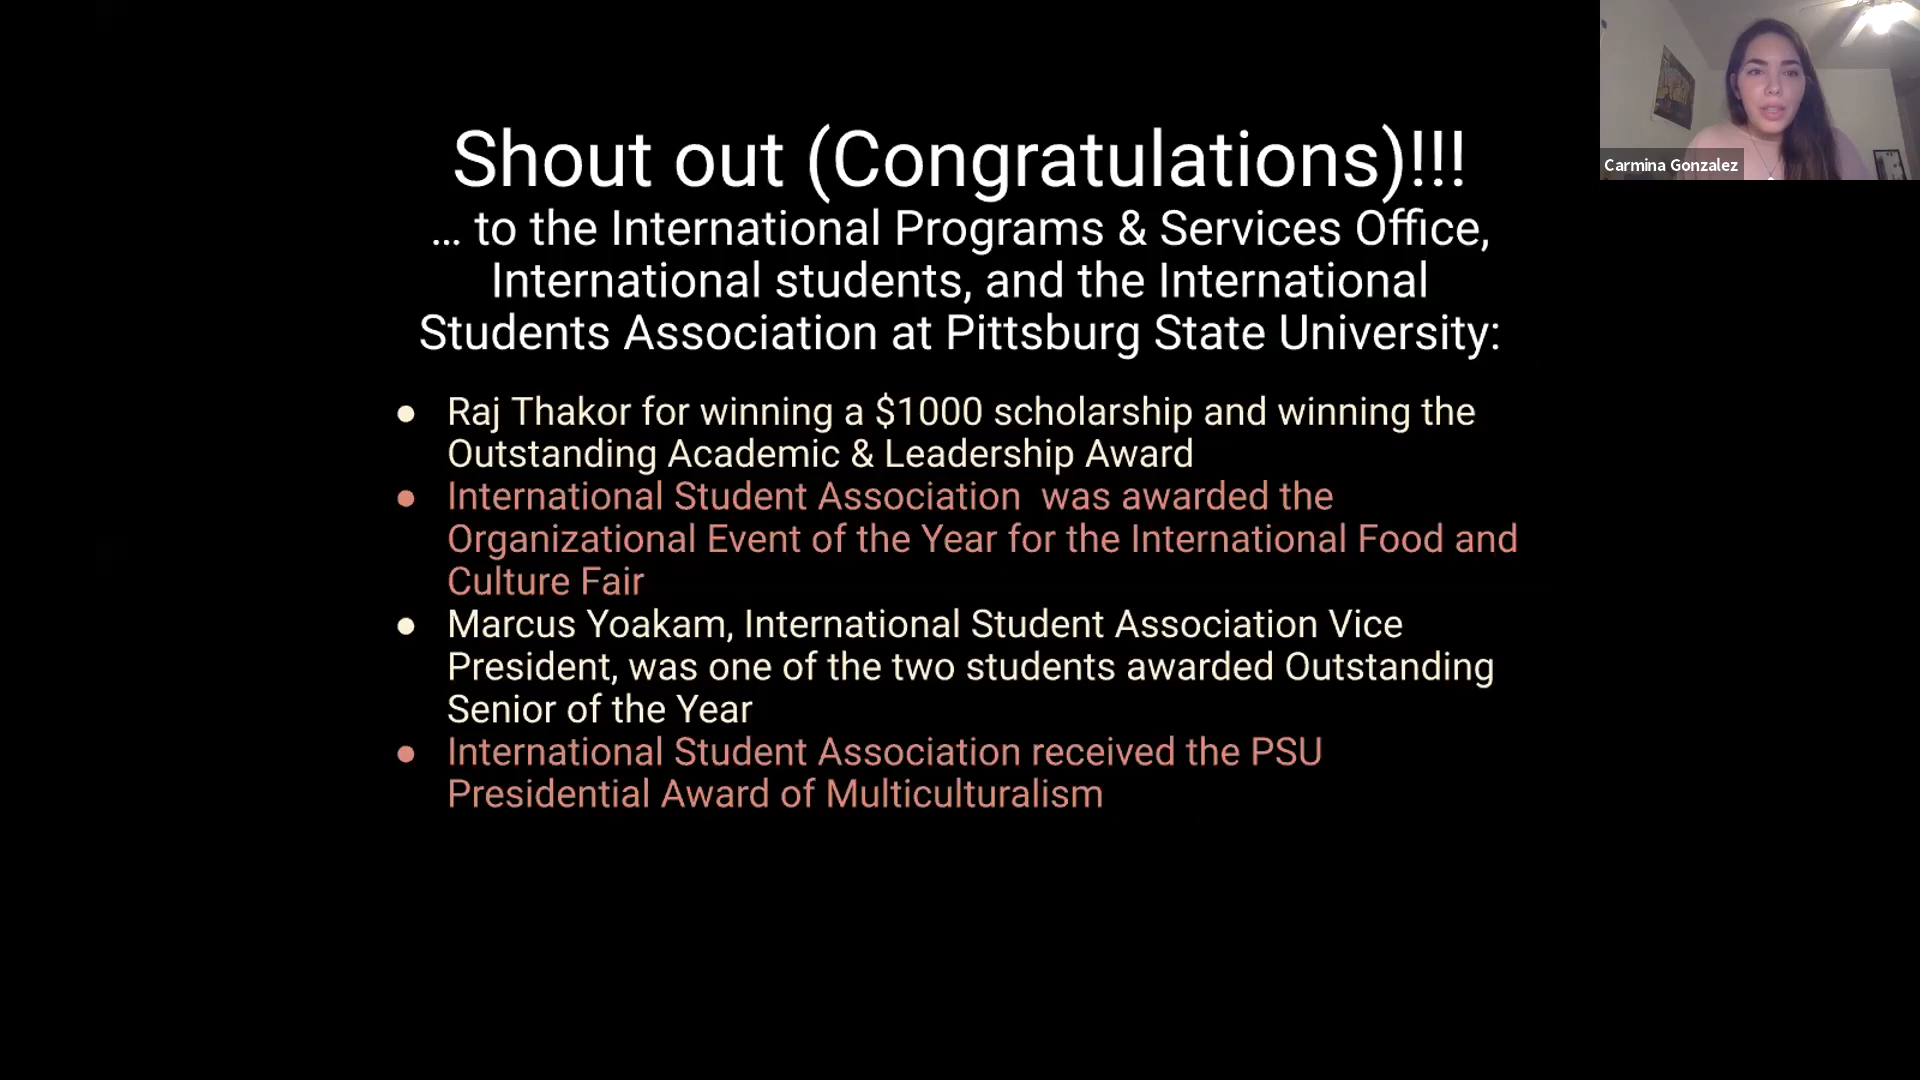 Shout out (Congratulations)!!!
... to the International Programs & Services Office,
International students, and the International
Students Association at Pittsburg State University:
● Raj Thakor for winning a $1000 scholarship and winning the
Outstanding Academic & Leadership Award
● International Student Association  was awarded the
Organizational Event of the Year for the International Food and
Culture Fair
● Marcus Yoakam, International Student Association Vice
President, was one of the two students awarded Outstanding
Senior of the Year
● International Student Association received the PSU
Presidential Award of Multiculturalism
Carmina Gonzalez